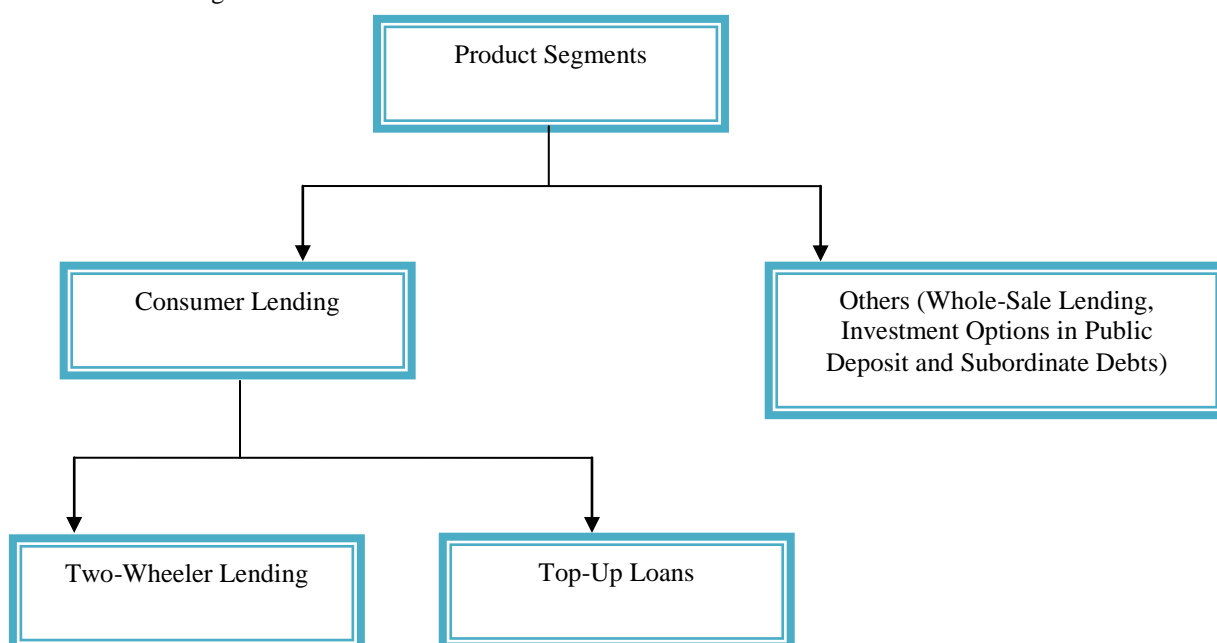 Product Segments
Consumer Lending
Others (Whole-Sale Lending,
Investment Options in Public
Deposit and Subordinate Debts)
Two-Wheeler Lending
Top-Up Loans